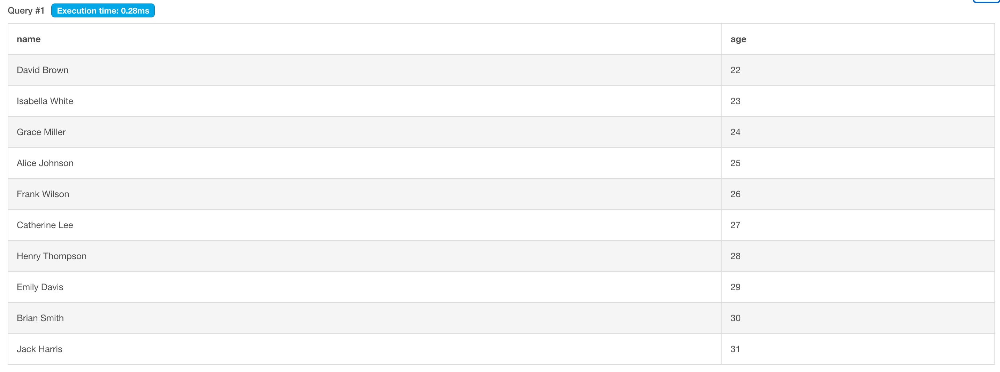 Query #1 Execution time: 0.28ms
name age
David Brown 22
Isabella White 23
Grace Miller 24
Alice Johnson 25
Frank Wilson 26
Catherine Lee 27
Henry Thompson 28
Emily Davis 29
Brian Smith 30
Jack Harris 31